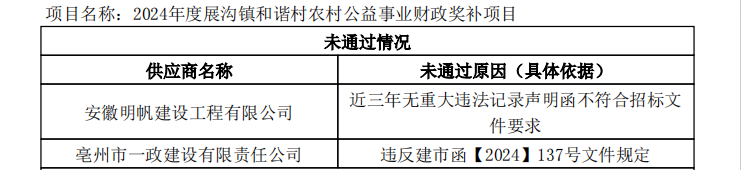 项目名称：2024年度展沟镇和谐村农村公益事业财政奖补项目
未通过情况
供应商名称
未通过原因（具体依据）
安徽明帆建设工程有限公司
近三年无重大违法记录声明函不符合招标文
件要求
亳州市一政建设有限责任公司
违反建市函【2024】137号文件规定